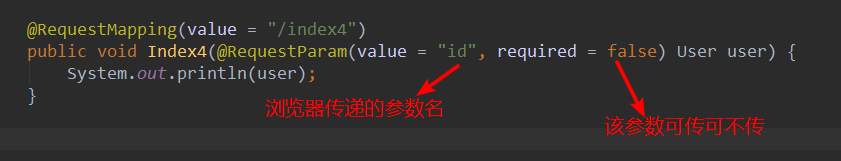 @RequestMapping(value = "/index4")
public void Index4(@RequestParam(value = "id", required = false) User user) {
System.out.println(user);
}
浏览器传递的参数名
该参数可传可不传